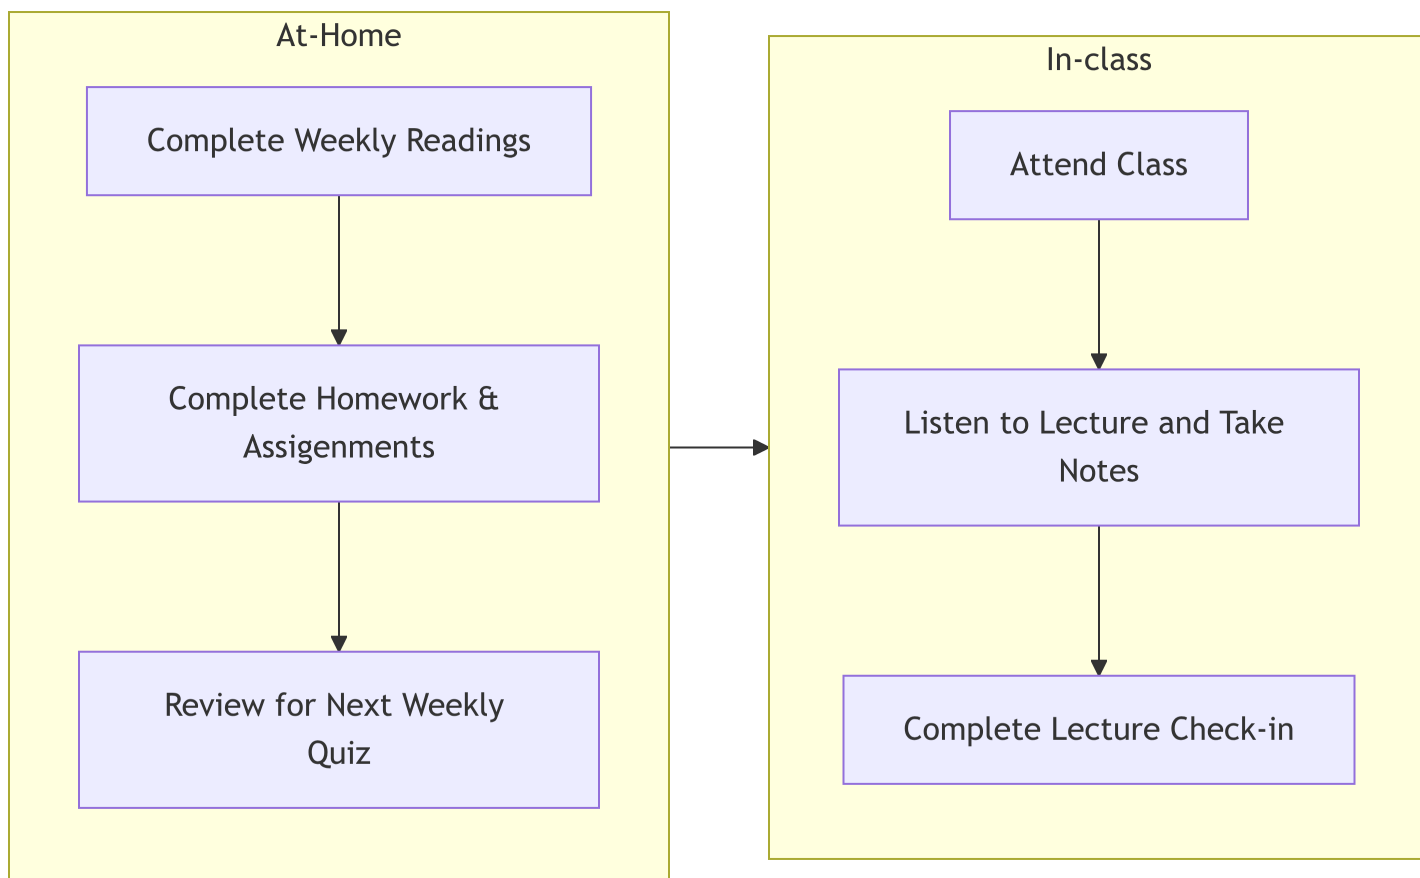 At-Home
Complete Weekly Readings
Complete Homework &
Assigenments
Review for Next Weekly
Quiz
In-class
Attend Class
Listen to Lecture and Take
Notes
Complete Lecture Check-in